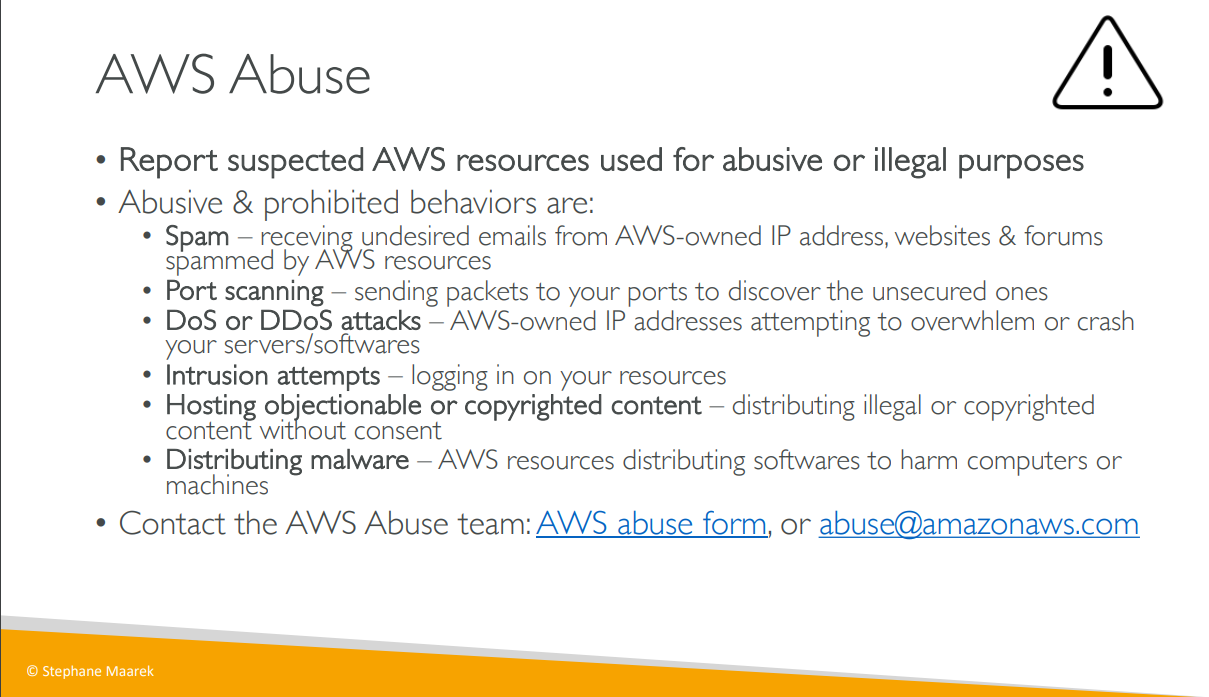 AWS Abuse
• Report suspected AWS resources used for abusive or illegal purposes
• Abusive & prohibited behaviors are:
• Spam – receving undesired emails from AWS-owned IP address, websites & forums
spammed by AWS resources
• Port scanning – sending packets to your ports to discover the unsecured ones
• DoS or DDoS attacks – AWS-owned IP addresses attempting to overwhlem or crash
your servers/softwares
• Intrusion attempts – logging in on your resources
• Hosting objectionable or copyrighted content – distributing illegal or copyrighted
content without consent
• Distributing malware – AWS resources distributing softwares to harm computers or
machines
• Contact the AWS Abuse team: AWS abuse form, or abuse@amazonaws.com
© Stephane Maarek